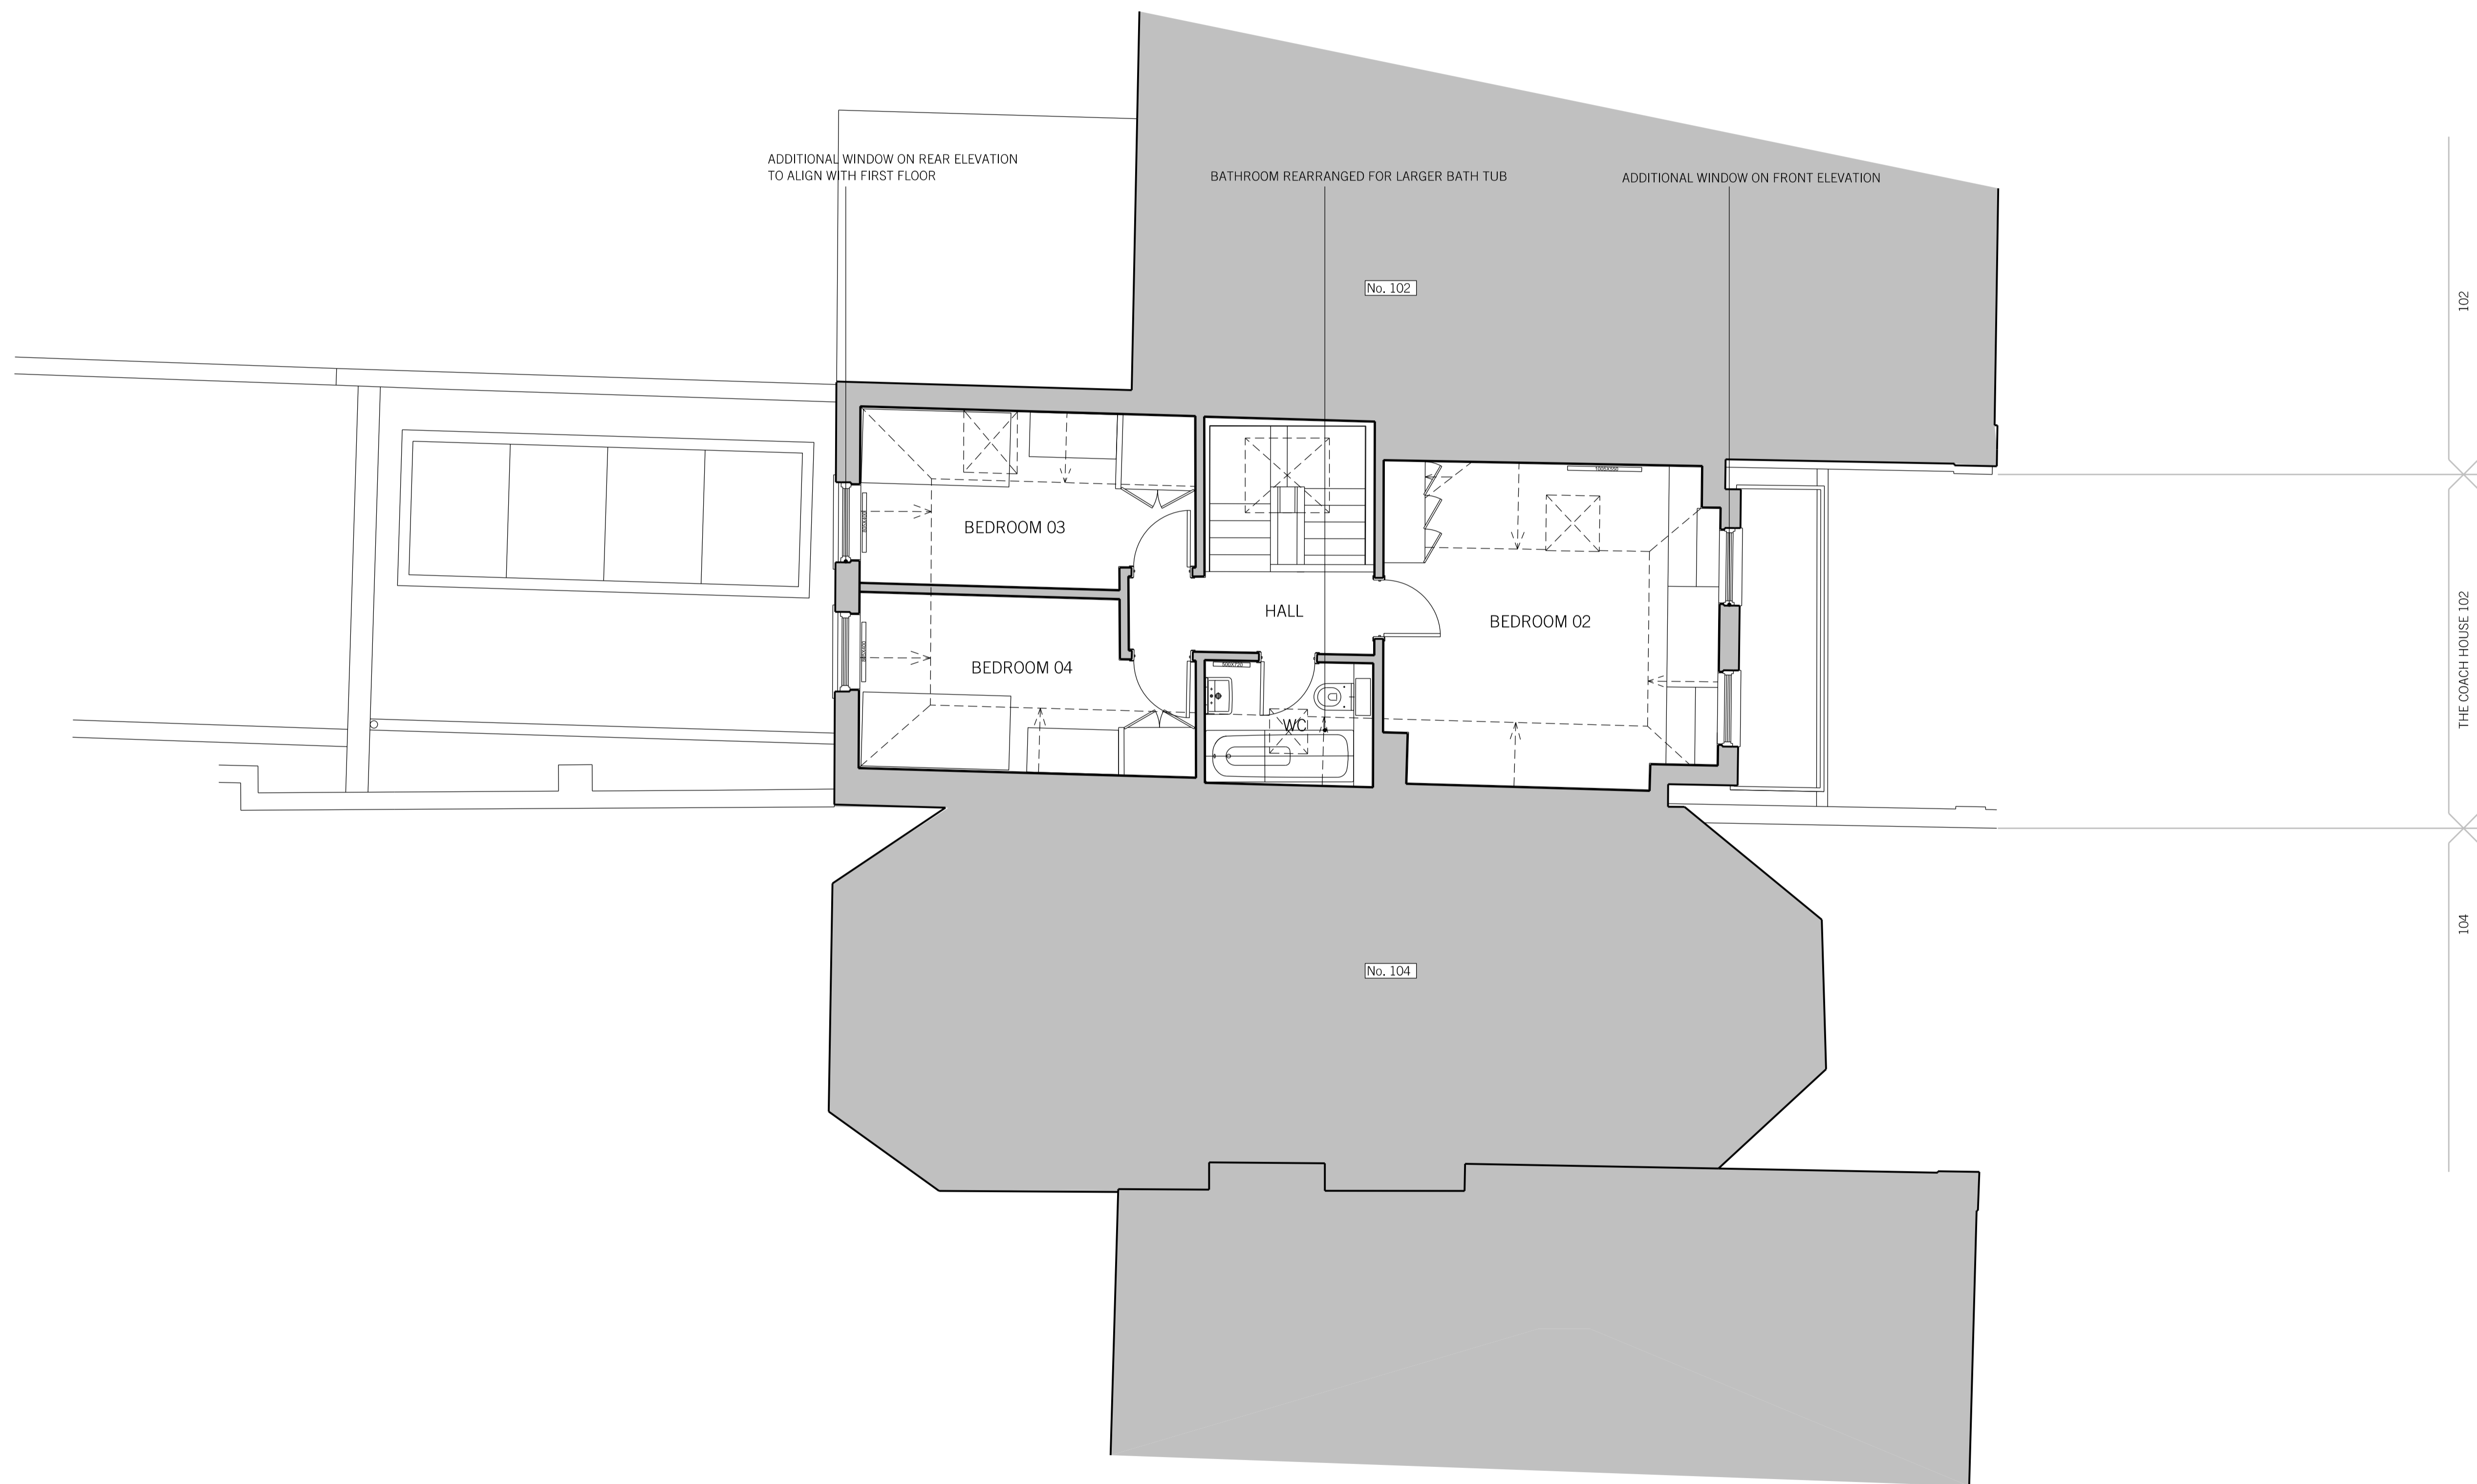 ADDITIONAL WINDOW ON REAR ELEVATION
TO ALIGN WITH FIRST FLOOR
BATHROOM REARRANGED FOR LARGER BATH TUB
ADDITIONAL WINDOW ON FRONT ELEVATION
No. 102
102
BEDROOM 03
HALL
BEDROOM 02
THE COACH HOUSE 102
BEDROOM 04
WC
104
No. 104